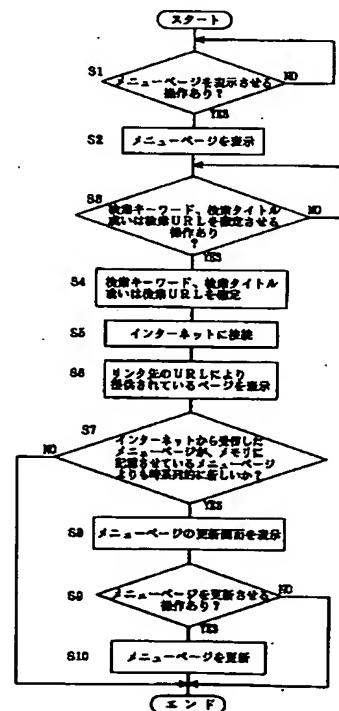 スタート
S1
メニューページを表示させる
操作あり?
NO
YES
S2
メニューページを表示
S3
検索キーワード、検索タイトル
或いは検索URLを確定させる
操作あり
?
NO
YES
S4
検索キーワード、検索タイトル
或いは検索URLを確定
S5
インターネットに接続
S6
リンク先のURLにより
提供されているページを表示
S7
インターネットから受信した
メニューページが、メモリに
記憶させているメニューページ
よりも時系列的に新しいか?
NO
YES
S8
メニューページの更新画面を表示
S9
メニューページを更新させる
操作あり?
NO
YES
S10
メニューページを更新
エンド